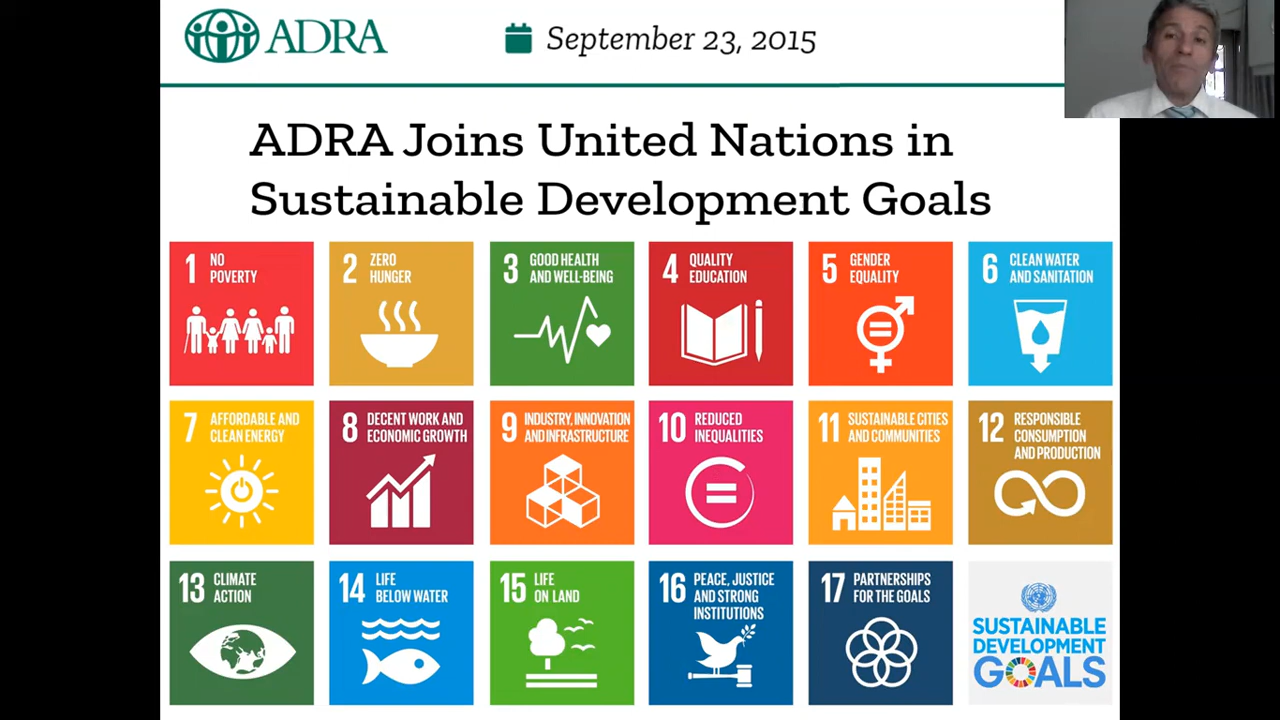 ADRA
September 23, 2015
ADRA Joins United Nations in
Sustainable Development Goals
1 NO
POVERTY
2 ZERO
HUNGER
3 GOOD HEALTH
AND WELL-BEING
4 QUALITY
EDUCATION
5 GENDER
EQUALITY
6 CLEAN WATER
AND SANITATION
7 AFFORDABLE AND
CLEAN ENERGY
8 DECENT WORK AND
ECONOMIC GROWTH
9 INDUSTRY, INNOVATION
AND INFRASTRUCTURE
10 REDUCED
INEQUALITIES
11 SUSTAINABLE CITIES
AND COMMUNITIES
12 RESPONSIBLE
CONSUMPTION
AND PRODUCTION
13 CLIMATE
ACTION
14 LIFE
BELOW WATER
15 LIFE
ON LAND
16 PEACE, JUSTICE
AND STRONG
INSTITUTIONS
17 PARTNERSHIPS
FOR THE GOALS
SUSTAINABLE
DEVELOPMENT
GOALS